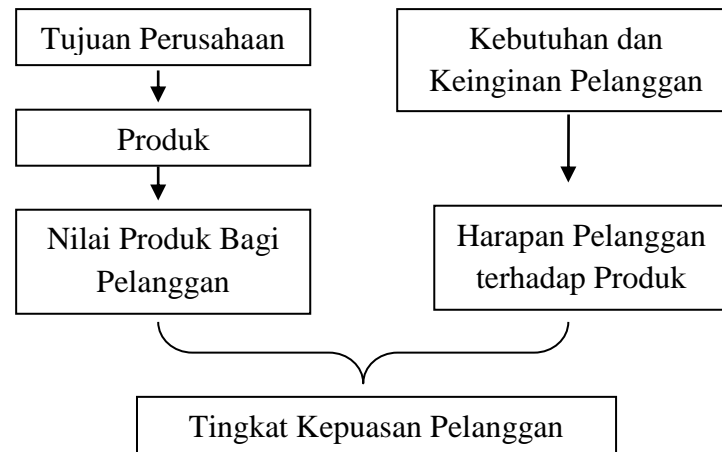 Tujuan Perusahaan
Produk
Nilai Produk Bagi
Pelanggan
Kebutuhan dan
Keinginan Pelanggan
Harapan Pelanggan
terhadap Produk
Tingkat Kepuasan Pelanggan